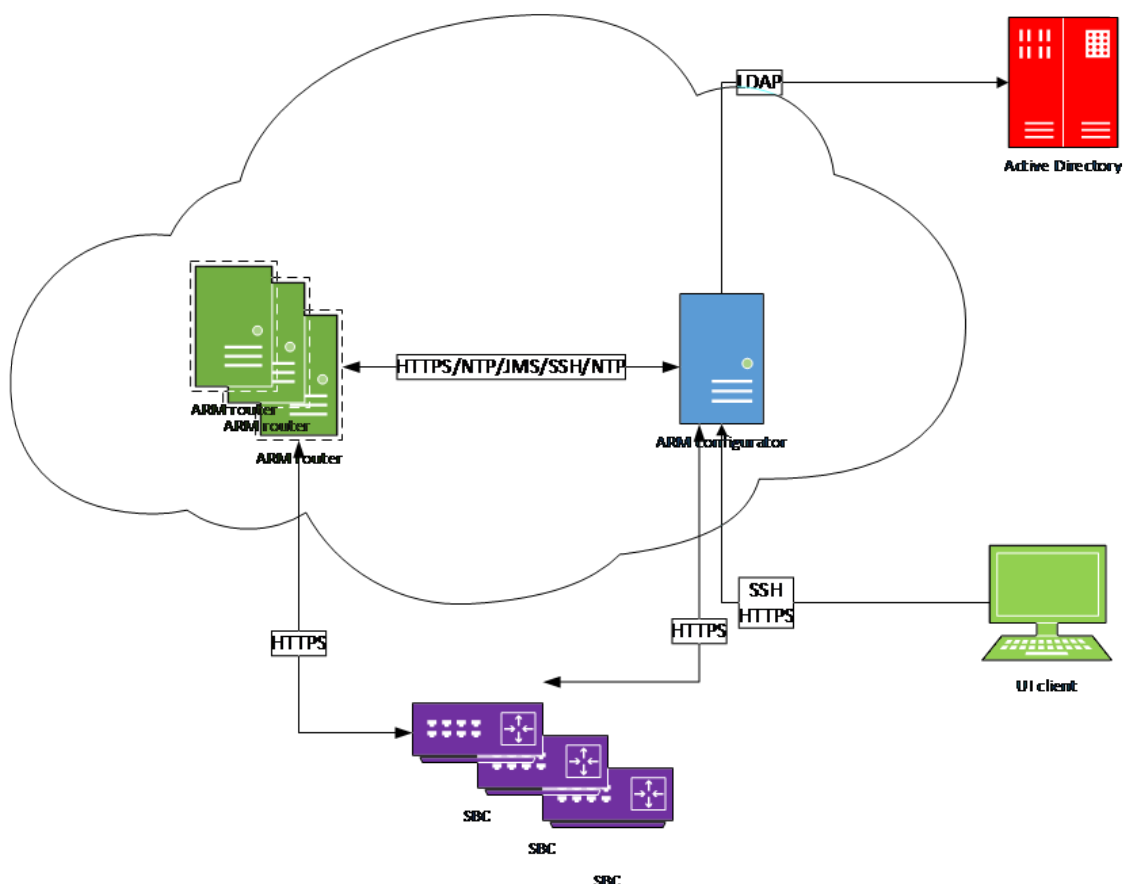 LDAP
Active Directory
HTTPS/NTP/JMS/SSH/NTP
ARM router
ARM router
ARM router
ARM configurator
SSH
HTTPS
HTTPS
HTTPS
UI client
SBC
SBC
SBC